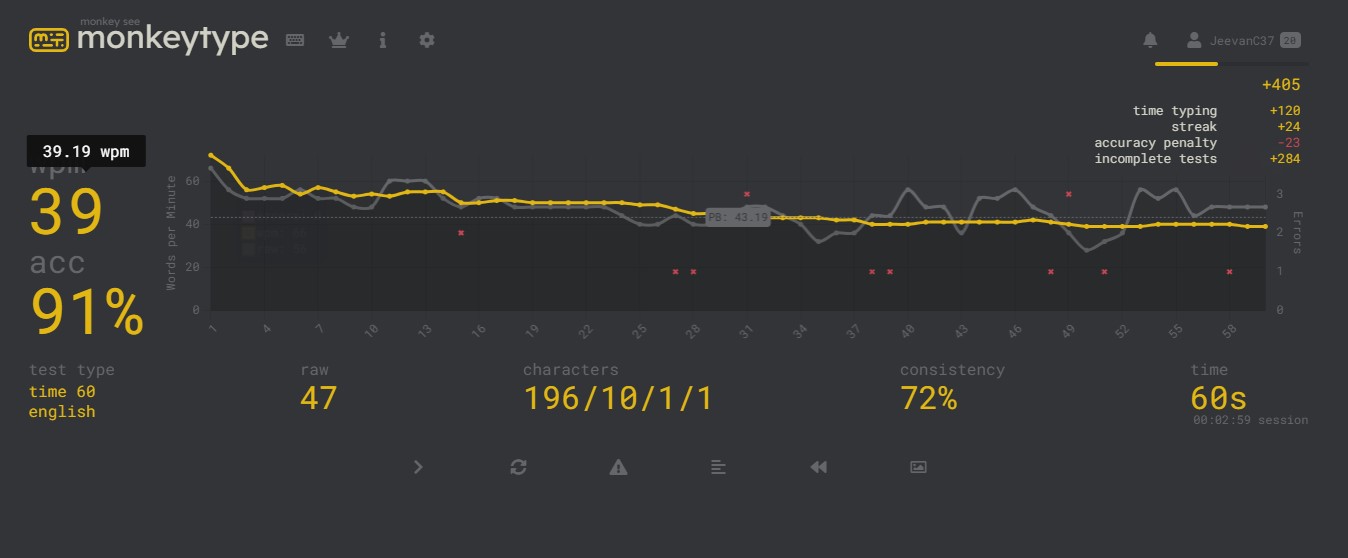 monkey see
monkeytype
JeevanC37 20
+405
time typing +120
streak +24
accuracy penalty -23
incomplete tests +284
39.19 wpm
wpm
39
acc
91%
Words per Minute
60
40
20
0
PB: 43.19
3
2
1
0
Errors
1 4 7 10 13 16 19 22 25 28 31 34 37 40 43 46 49 52 55 58
test type
time 60
english
raw
47
characters
196/10/1/1
consistency
72%
time
60s
00:02:59 session